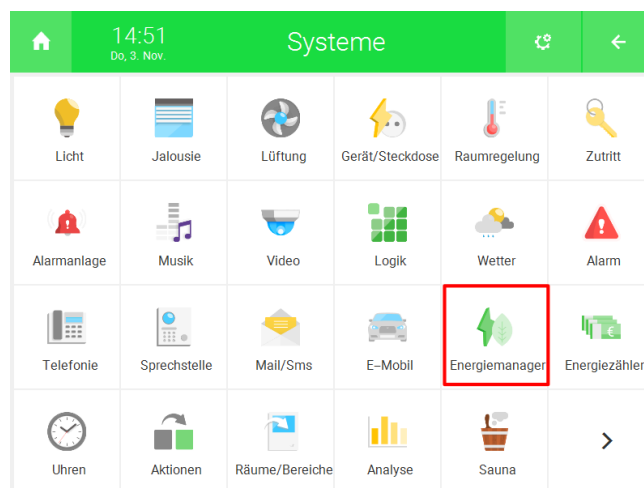 14:51
Do, 3. Nov.
Systeme
Licht
Jalousie
Lüftung
Gerät/Steckdose
Raumregelung
Zutritt
Alarmanlage
Musik
Video
Logik
Wetter
Alarm
Telefonie
Sprechstelle
Mail/Sms
E–Mobil
Energiemanager
Energiezähler
Uhren
Aktionen
Räume/Bereiche
Analyse
Sauna